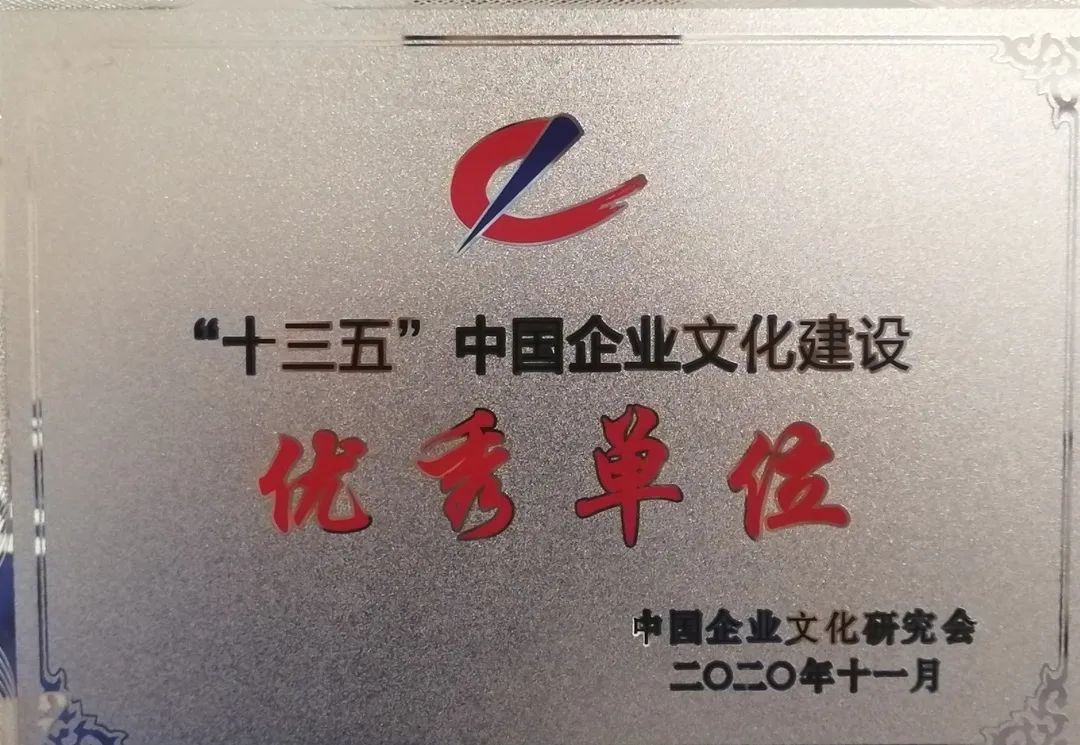 “十三五”中国企业文化建设
优秀单位
中国企业文化研究会
二〇二〇年十一月